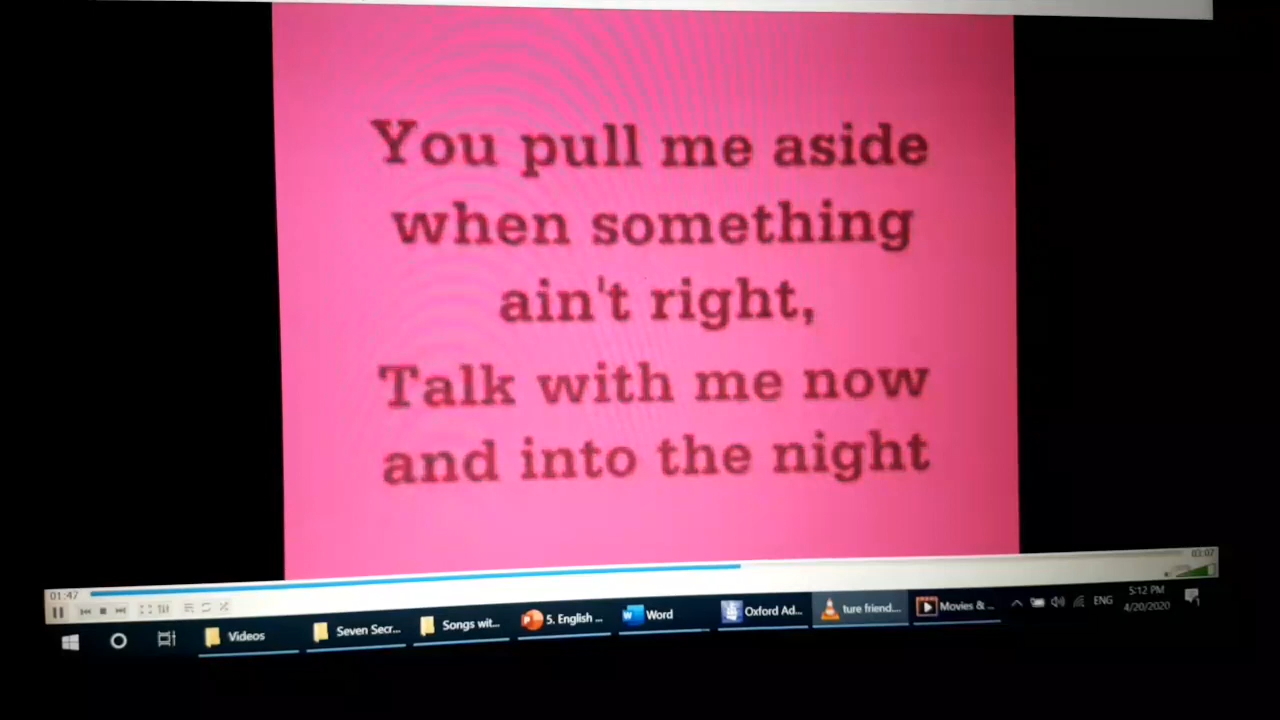 You pull me aside
when something
ain't right,
Talk with me now
and into the night
01:47
03:07
Videos
Seven Secr...
Songs wit...
5. English ...
Word
Oxford Ad...
ture friend...
Movies & ...
ENG
5:12 PM
4/20/2020